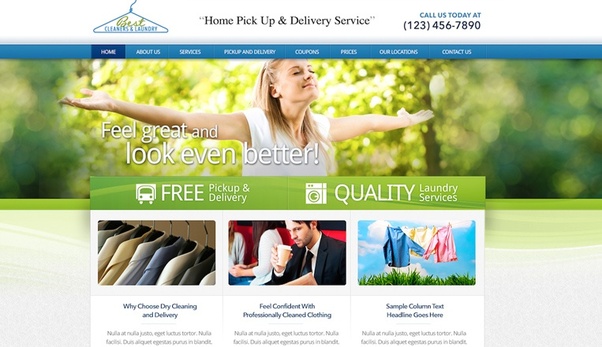 Best
CLEANERS & LAUNDRY
“Home Pick Up & Delivery Service”
CALL US TODAY AT
(123) 456-7890
HOME ABOUT US SERVICES PICKUP AND DELIVERY COUPONS PRICES OUR LOCATIONS CONTACT US
Feel great and
look even better!
FREE Pickup & Delivery
QUALITY Laundry Services
Why Choose Dry Cleaning
and Delivery
Nulla at nulla justo, eget luctus tortor. Nulla
facilisi. Duis aliquet egestas purus in blandit.
Feel Confident With
Professionally Cleaned Clothing
Nulla at nulla justo, eget luctus tortor. Nulla
facilisi. Duis aliquet egestas purus in blandit.
Sample Column Text
Headline Goes Here
Nulla at nulla justo, eget luctus tortor. Nulla
facilisi. Duis aliquet egestas purus in blandit.